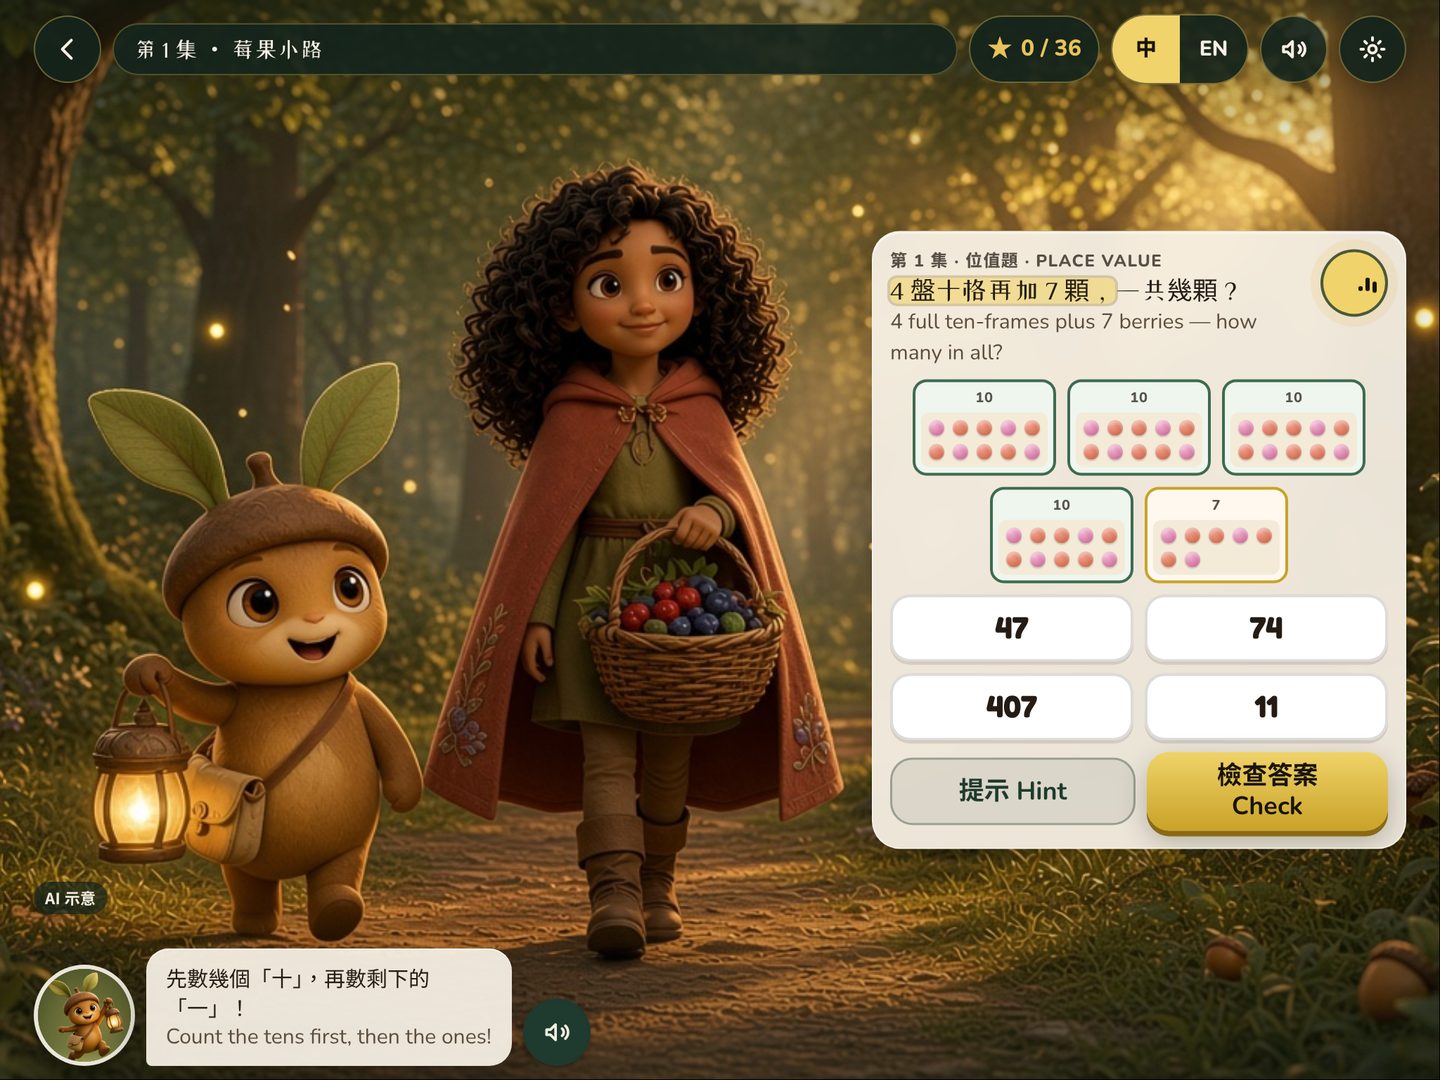 第 1 集 • 莓果小路
★ 0 / 36
中
EN
第 1 集 · 位值題 · PLACE VALUE
4 盤十格再加 7 顆，一共幾顆？
4 full ten-frames plus 7 berries — how
many in all?
10
10
10
10
7
47
74
407
11
提示 Hint
檢查答案
Check
AI 示意
先數幾個「十」，再數剩下的
「一」！
Count the tens first, then the ones!